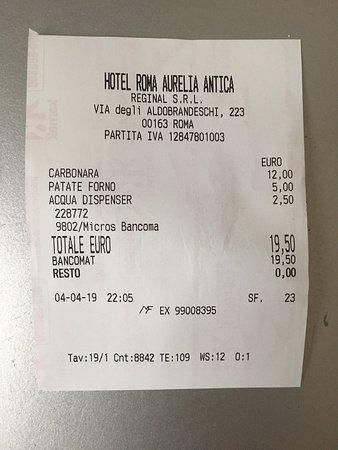 HOTEL ROMA AURELIA ANTICA
REGINAL S.R.L.
VIA degli ALDOBRANDESCHI, 223
00163 ROMA
PARTITA IVA 12847801003
EURO
CARBONARA 12,00
PATATE FORNO 5,00
ACQUA DISPENSER 2,50
228772
9802/Micros Bancoma
TOTALE EURO 19,50
BANCOMAT 19,50
RESTO 0,00
04-04-19 22:05 SF. 23
MF EX 99008395
Tav:19/1 Cnt:8842 TE:109 WS:12 O:1